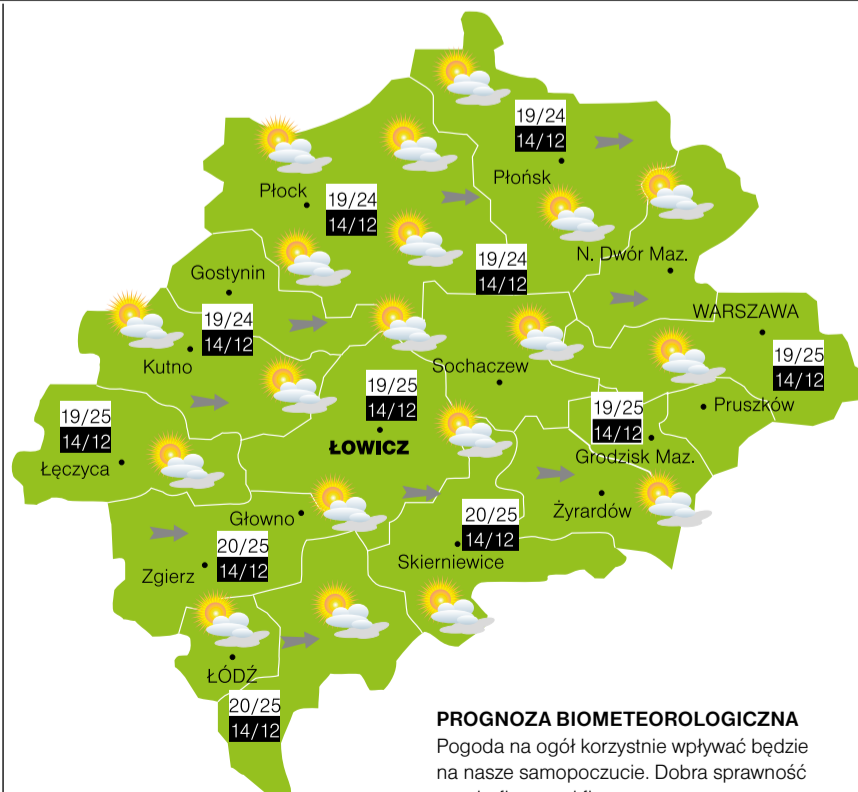 19/24
14/12
Płońsk
Płock
19/24
14/12
N. Dwór Maz.
19/24
14/12
Gostynin
19/24
14/12
Kutno
WARSZAWA
19/25
14/12
Sochaczew
19/25
14/12
ŁOWICZ
19/25
14/12
Pruszków
Grodzisk Maz.
19/25
14/12
Łęczyca
Głowno
Żyrardów
20/25
14/12
Skierniewice
20/25
14/12
Zgierz
ŁÓDŹ
20/25
14/12
PROGNOZA BIOMETEOROLOGICZNA
Pogoda na ogół korzystnie wpływać będzie
na nasze samopoczucie. Dobra sprawność